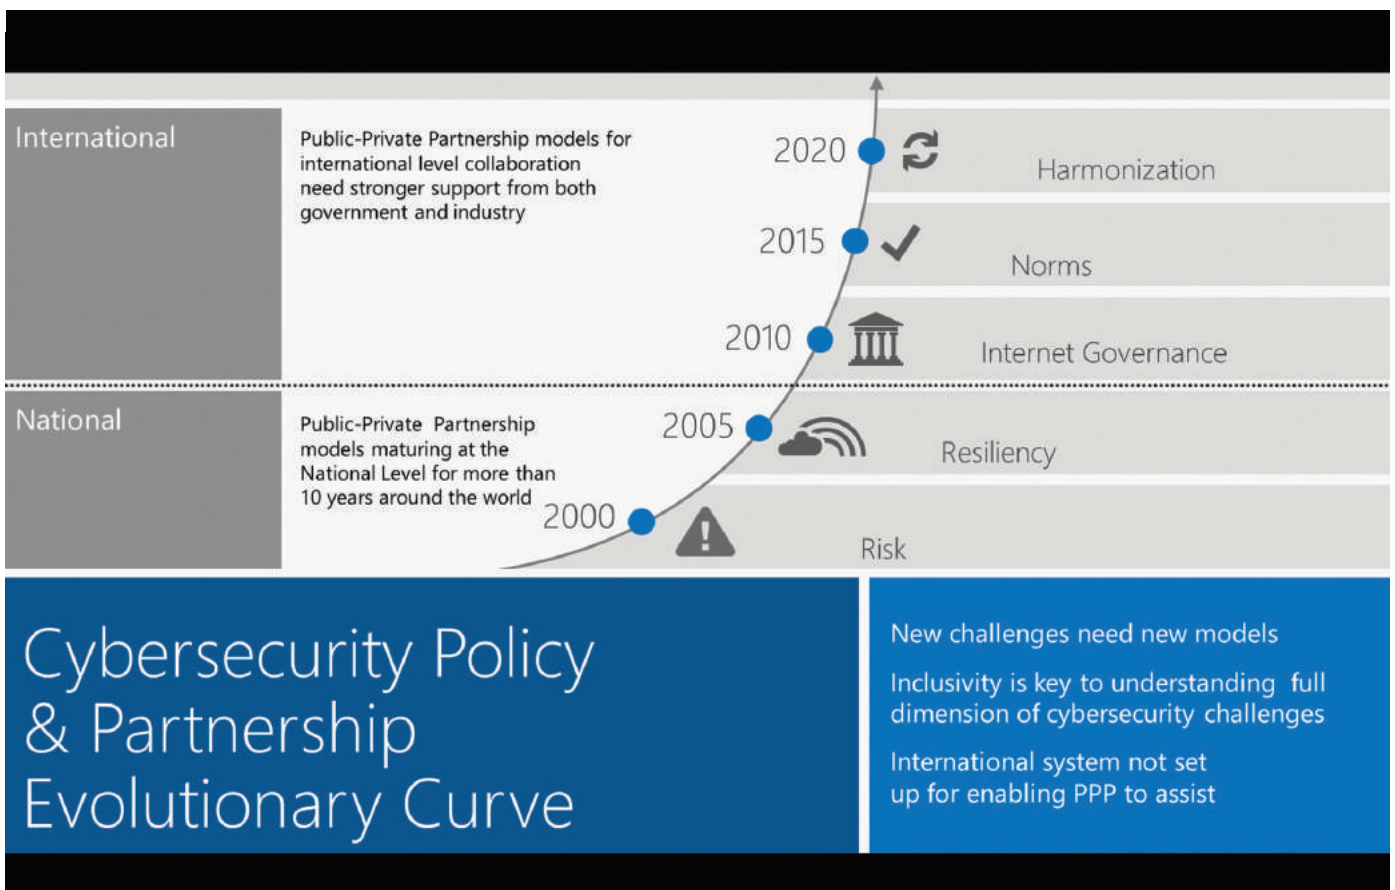 International
Public-Private Partnership models for
international level collaboration
need stronger support from both
government and industry
2020
Harmonization
2015
Norms
2010
Internet Governance
National
Public-Private Partnership
models maturing at the
National Level for more than
10 years around the world
2005
Resiliency
2000
Risk
Cybersecurity Policy
& Partnership
Evolutionary Curve
New challenges need new models
Inclusivity is key to understanding full
dimension of cybersecurity challenges
International system not set
up for enabling PPP to assist